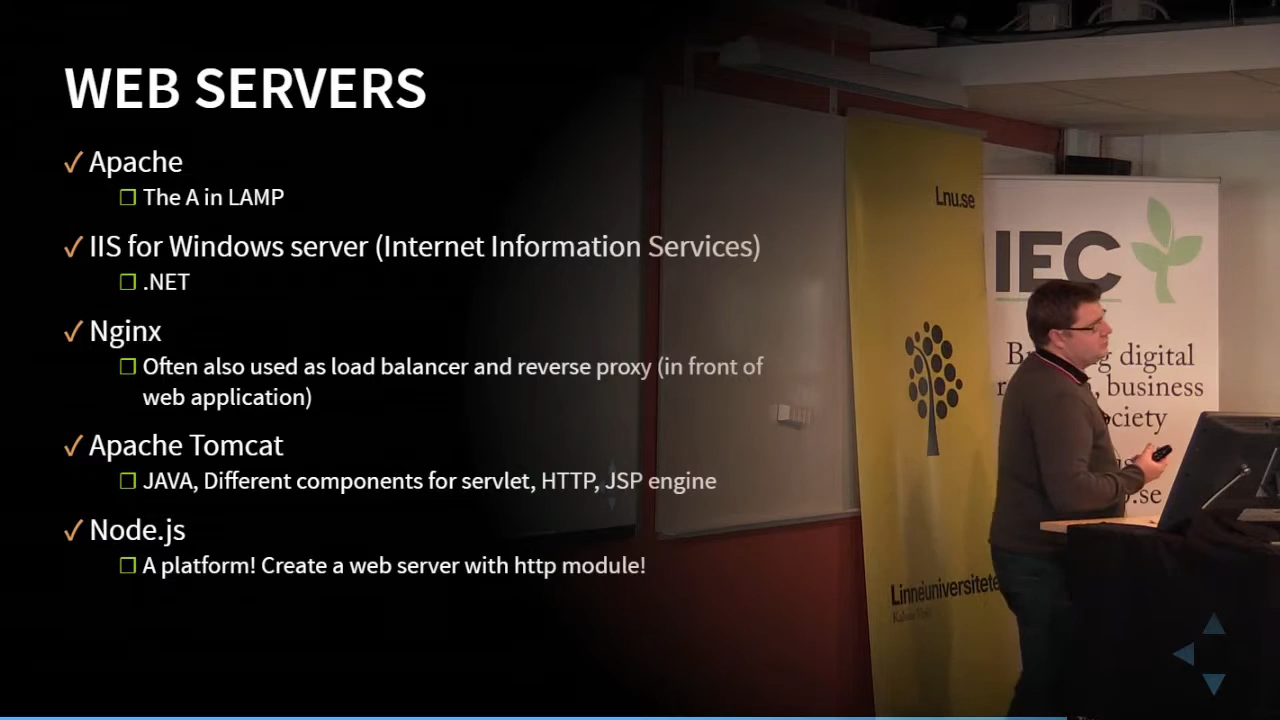 WEB SERVERS
✓ Apache
❒ The A in LAMP
✓ IIS for Windows server (Internet Information Services)
❒ .NET
✓ Nginx
❒ Often also used as load balancer and reverse proxy (in front of
web application)
✓ Apache Tomcat
❒ JAVA, Different components for servlet, HTTP, JSP engine
✓ Node.js
❒ A platform! Create a web server with http module!
Lnu.se
Linnéuniversitetet
IEC
digital
, business